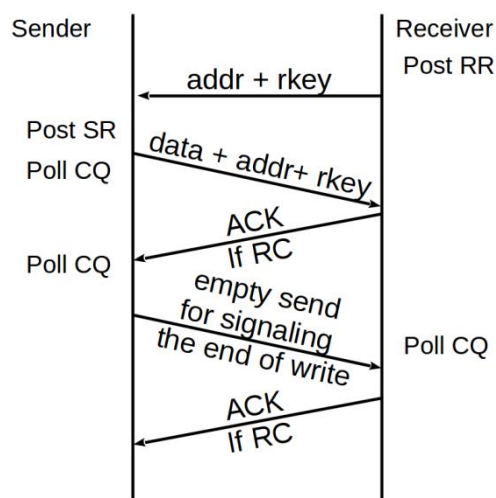 Sender
Receiver
Post RR
addr + rkey
Post SR
data + addr+ rkey
Poll CQ
ACK
If RC
Poll CQ
empty send
for signaling
the end of write
Poll CQ
ACK
If RC